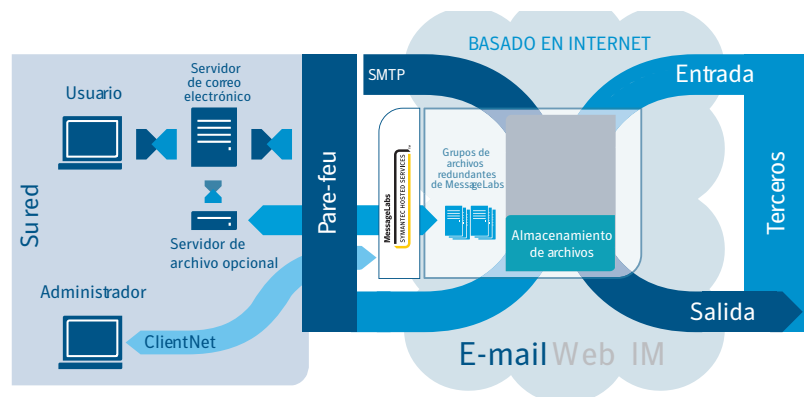 BASADO EN INTERNET
SMTP
Entrada
Usuario
Servidor
de correo
electrónico
Su red
Servidor de
archivo opcional
Administrador
ClientNet
Pare-feu
MessageLabs
SYMANTEC HOSTED SERVICES
Grupos de
archivos
redundantes
de MessageLabs
Almacenamiento
de archivos
Terceros
Salida
E-mail Web IM